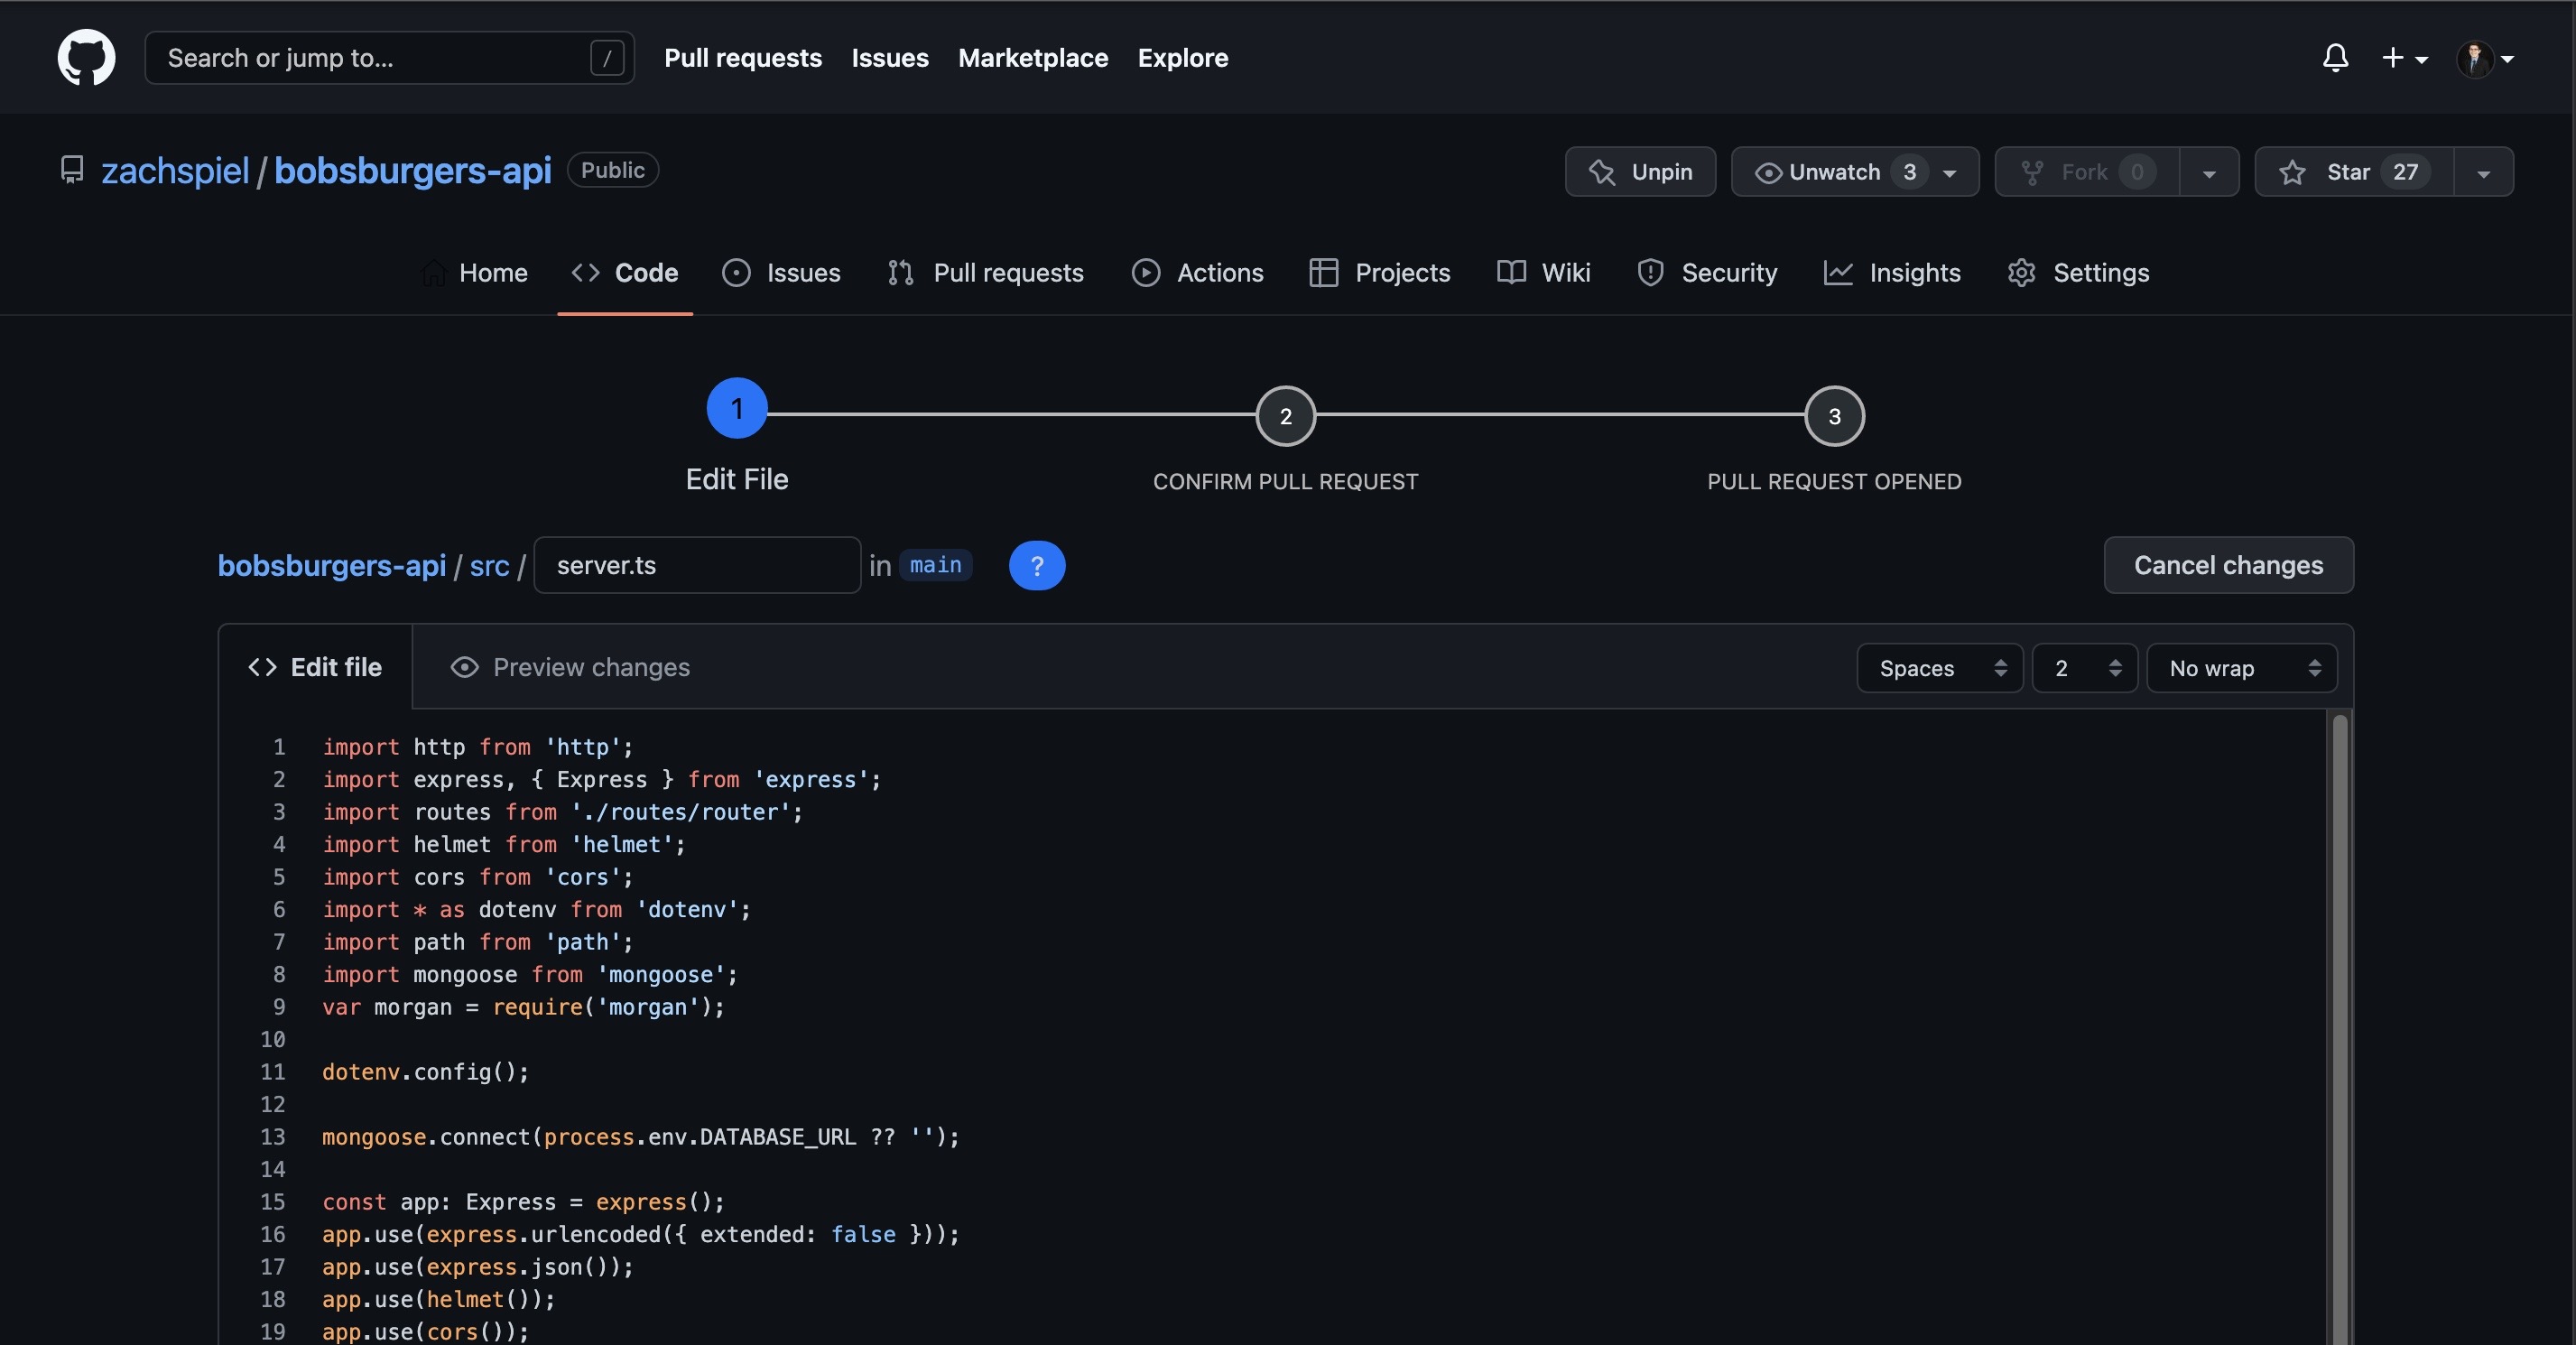 Search or jump to... / Pull requests Issues Marketplace Explore
zachspiel / bobsburgers-api Public Unpin Unwatch 3 Fork 0 Star 27
Home Code Issues Pull requests Actions Projects Wiki Security Insights Settings
1 2 3
Edit File CONFIRM PULL REQUEST PULL REQUEST OPENED
bobsburgers-api / src / server.ts in main ? Cancel changes
<> Edit file Preview changes Spaces 2 No wrap
1 import http from 'http';
2 import express, { Express } from 'express';
3 import routes from './routes/router';
4 import helmet from 'helmet';
5 import cors from 'cors';
6 import * as dotenv from 'dotenv';
7 import path from 'path';
8 import mongoose from 'mongoose';
9 var morgan = require('morgan');
10
11 dotenv.config();
12
13 mongoose.connect(process.env.DATABASE_URL ?? '');
14
15 const app: Express = express();
16 app.use(express.urlencoded({ extended: false }));
17 app.use(express.json());
18 app.use(helmet());
19 app.use(cors());